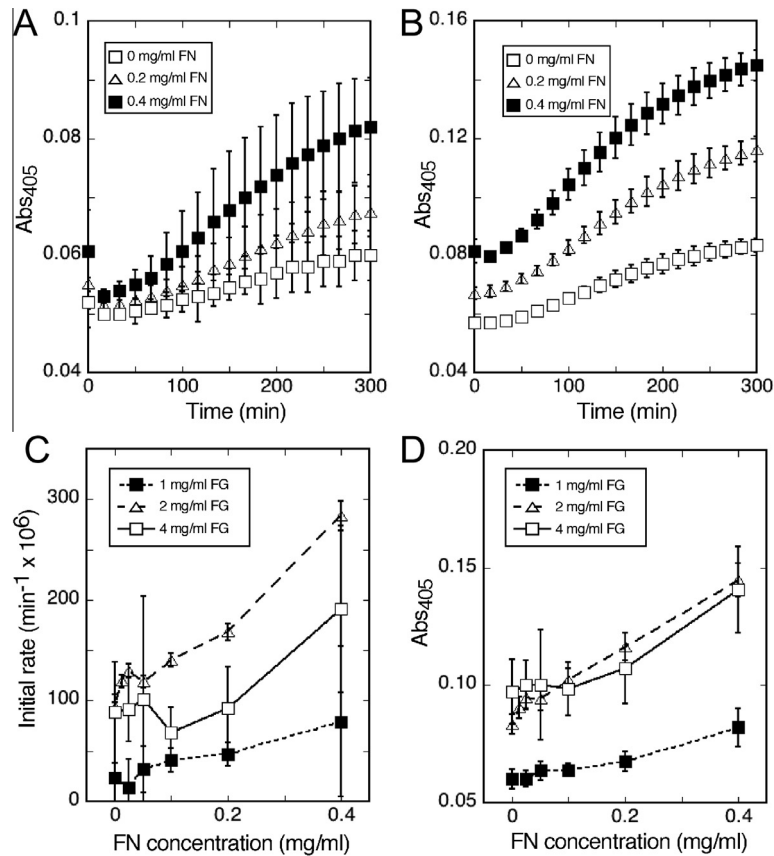 A
B
0.1
0.08
0.06
0.04
Abs405
0 mg/ml FN
0.2 mg/ml FN
0.4 mg/ml FN
0 100 200 300
Time (min)
0.16
0.12
0.08
0.04
Abs405
0 mg/ml FN
0.2 mg/ml FN
0.4 mg/ml FN
0 100 200 300
Time (min)
C
D
300
200
100
0
Initial rate (min⁻¹ x 10⁶)
1 mg/ml FG
2 mg/ml FG
4 mg/ml FG
0 0.2 0.4
FN concentration (mg/ml)
0.20
0.15
0.10
0.05
Abs405
1 mg/ml FG
2 mg/ml FG
4 mg/ml FG
0 0.2 0.4
FN concentration (mg/ml)